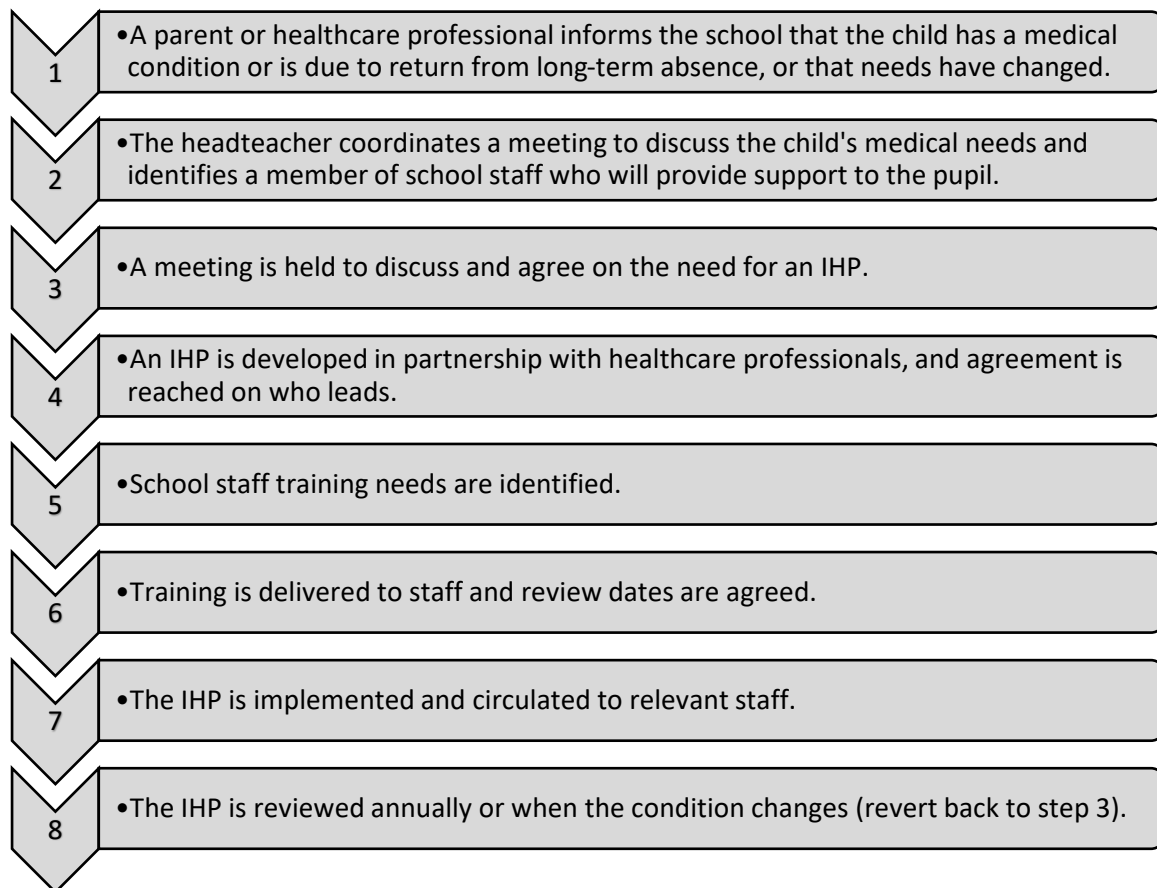 1
•A parent or healthcare professional informs the school that the child has a medical
condition or is due to return from long-term absence, or that needs have changed.
2
•The headteacher coordinates a meeting to discuss the child's medical needs and
identifies a member of school staff who will provide support to the pupil.
3
•A meeting is held to discuss and agree on the need for an IHP.
4
•An IHP is developed in partnership with healthcare professionals, and agreement is
reached on who leads.
5
•School staff training needs are identified.
6
•Training is delivered to staff and review dates are agreed.
7
•The IHP is implemented and circulated to relevant staff.
8
•The IHP is reviewed annually or when the condition changes (revert back to step 3).